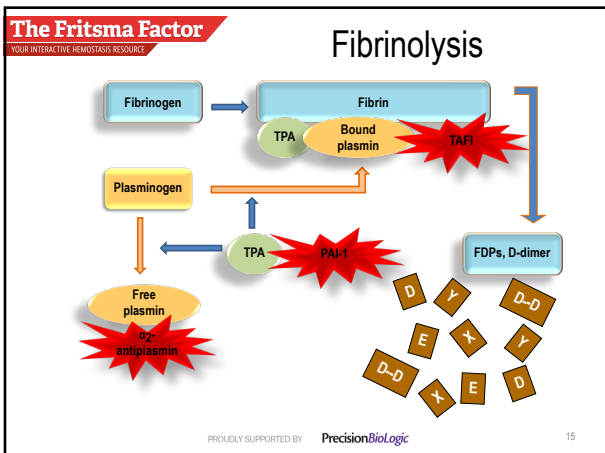 The Fritsma Factor
YOUR INTERACTIVE HEMOSTASIS RESOURCE
Fibrinolysis
Fibrinogen
Fibrin
TPA
Bound
plasmin
TAFI
Plasminogen
TPA
PAI-1
FDPs, D-dimer
Free
plasmin
α2-
antiplasmin
D
Y
D--D
E
X
Y
D--D
X
E
D
PROUDLY SUPPORTED BY PrecisionBioLogic
15